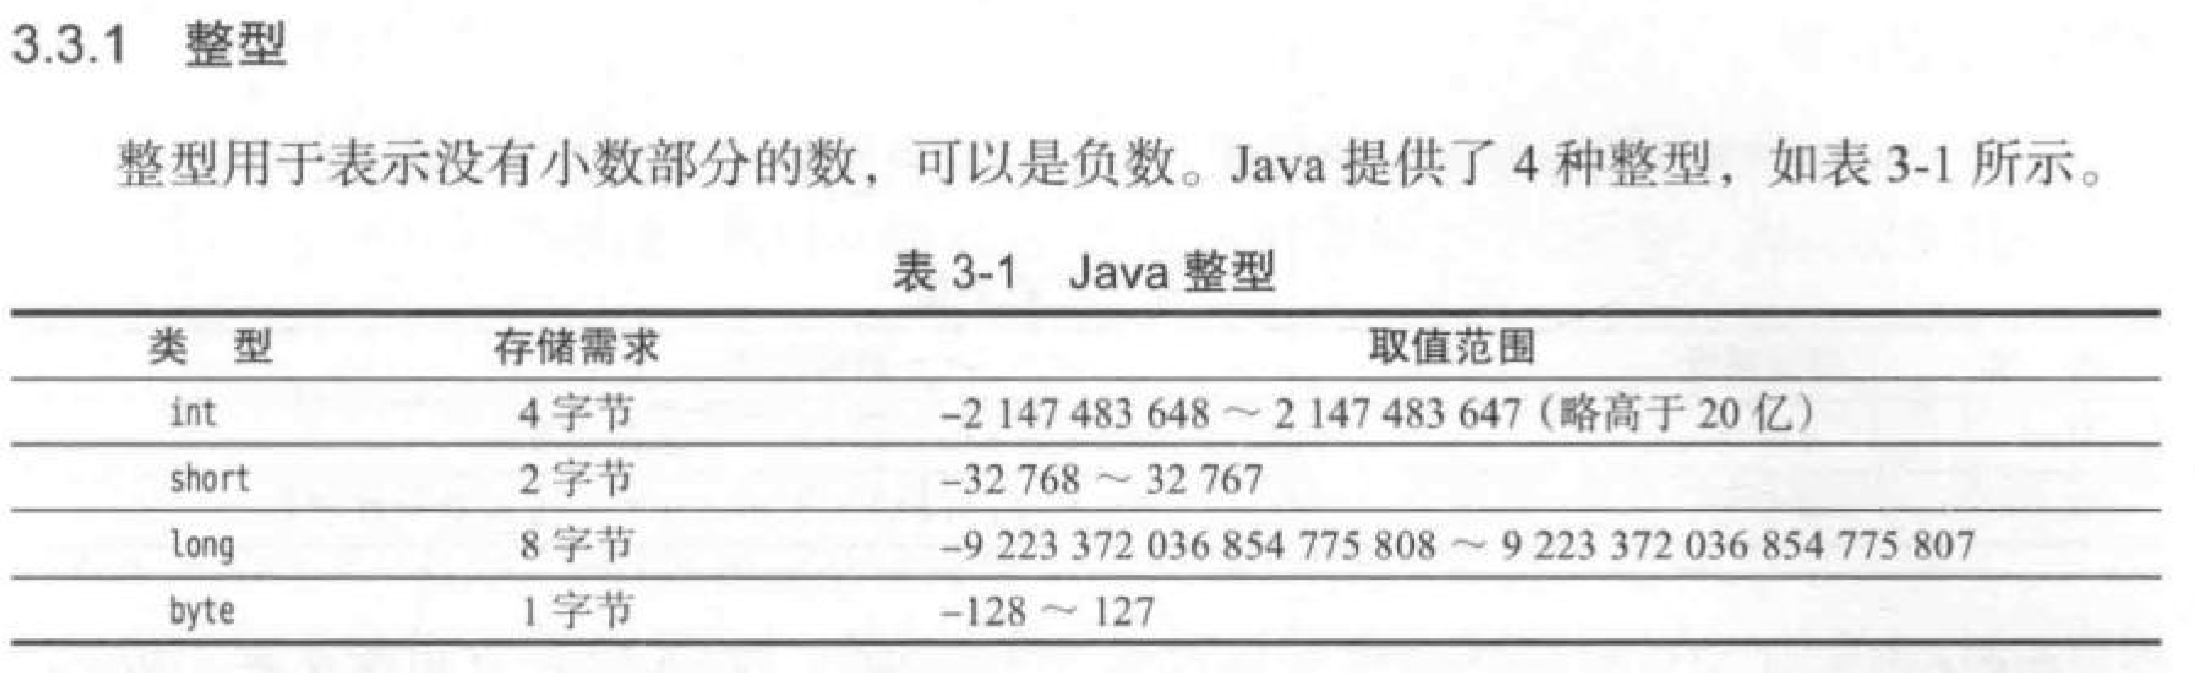 3.3.1 整型
整型用于表示没有小数部分的数，可以是负数。Java 提供了 4 种整型，如表 3-1 所示。
表 3-1 Java 整型
类 型 存储需求 取值范围
int 4 字节 -2 147 483 648 ～ 2 147 483 647（略高于 20 亿）
short 2 字节 -32 768 ～ 32 767
long 8 字节 -9 223 372 036 854 775 808 ～ 9 223 372 036 854 775 807
byte 1 字节 -128 ～ 127